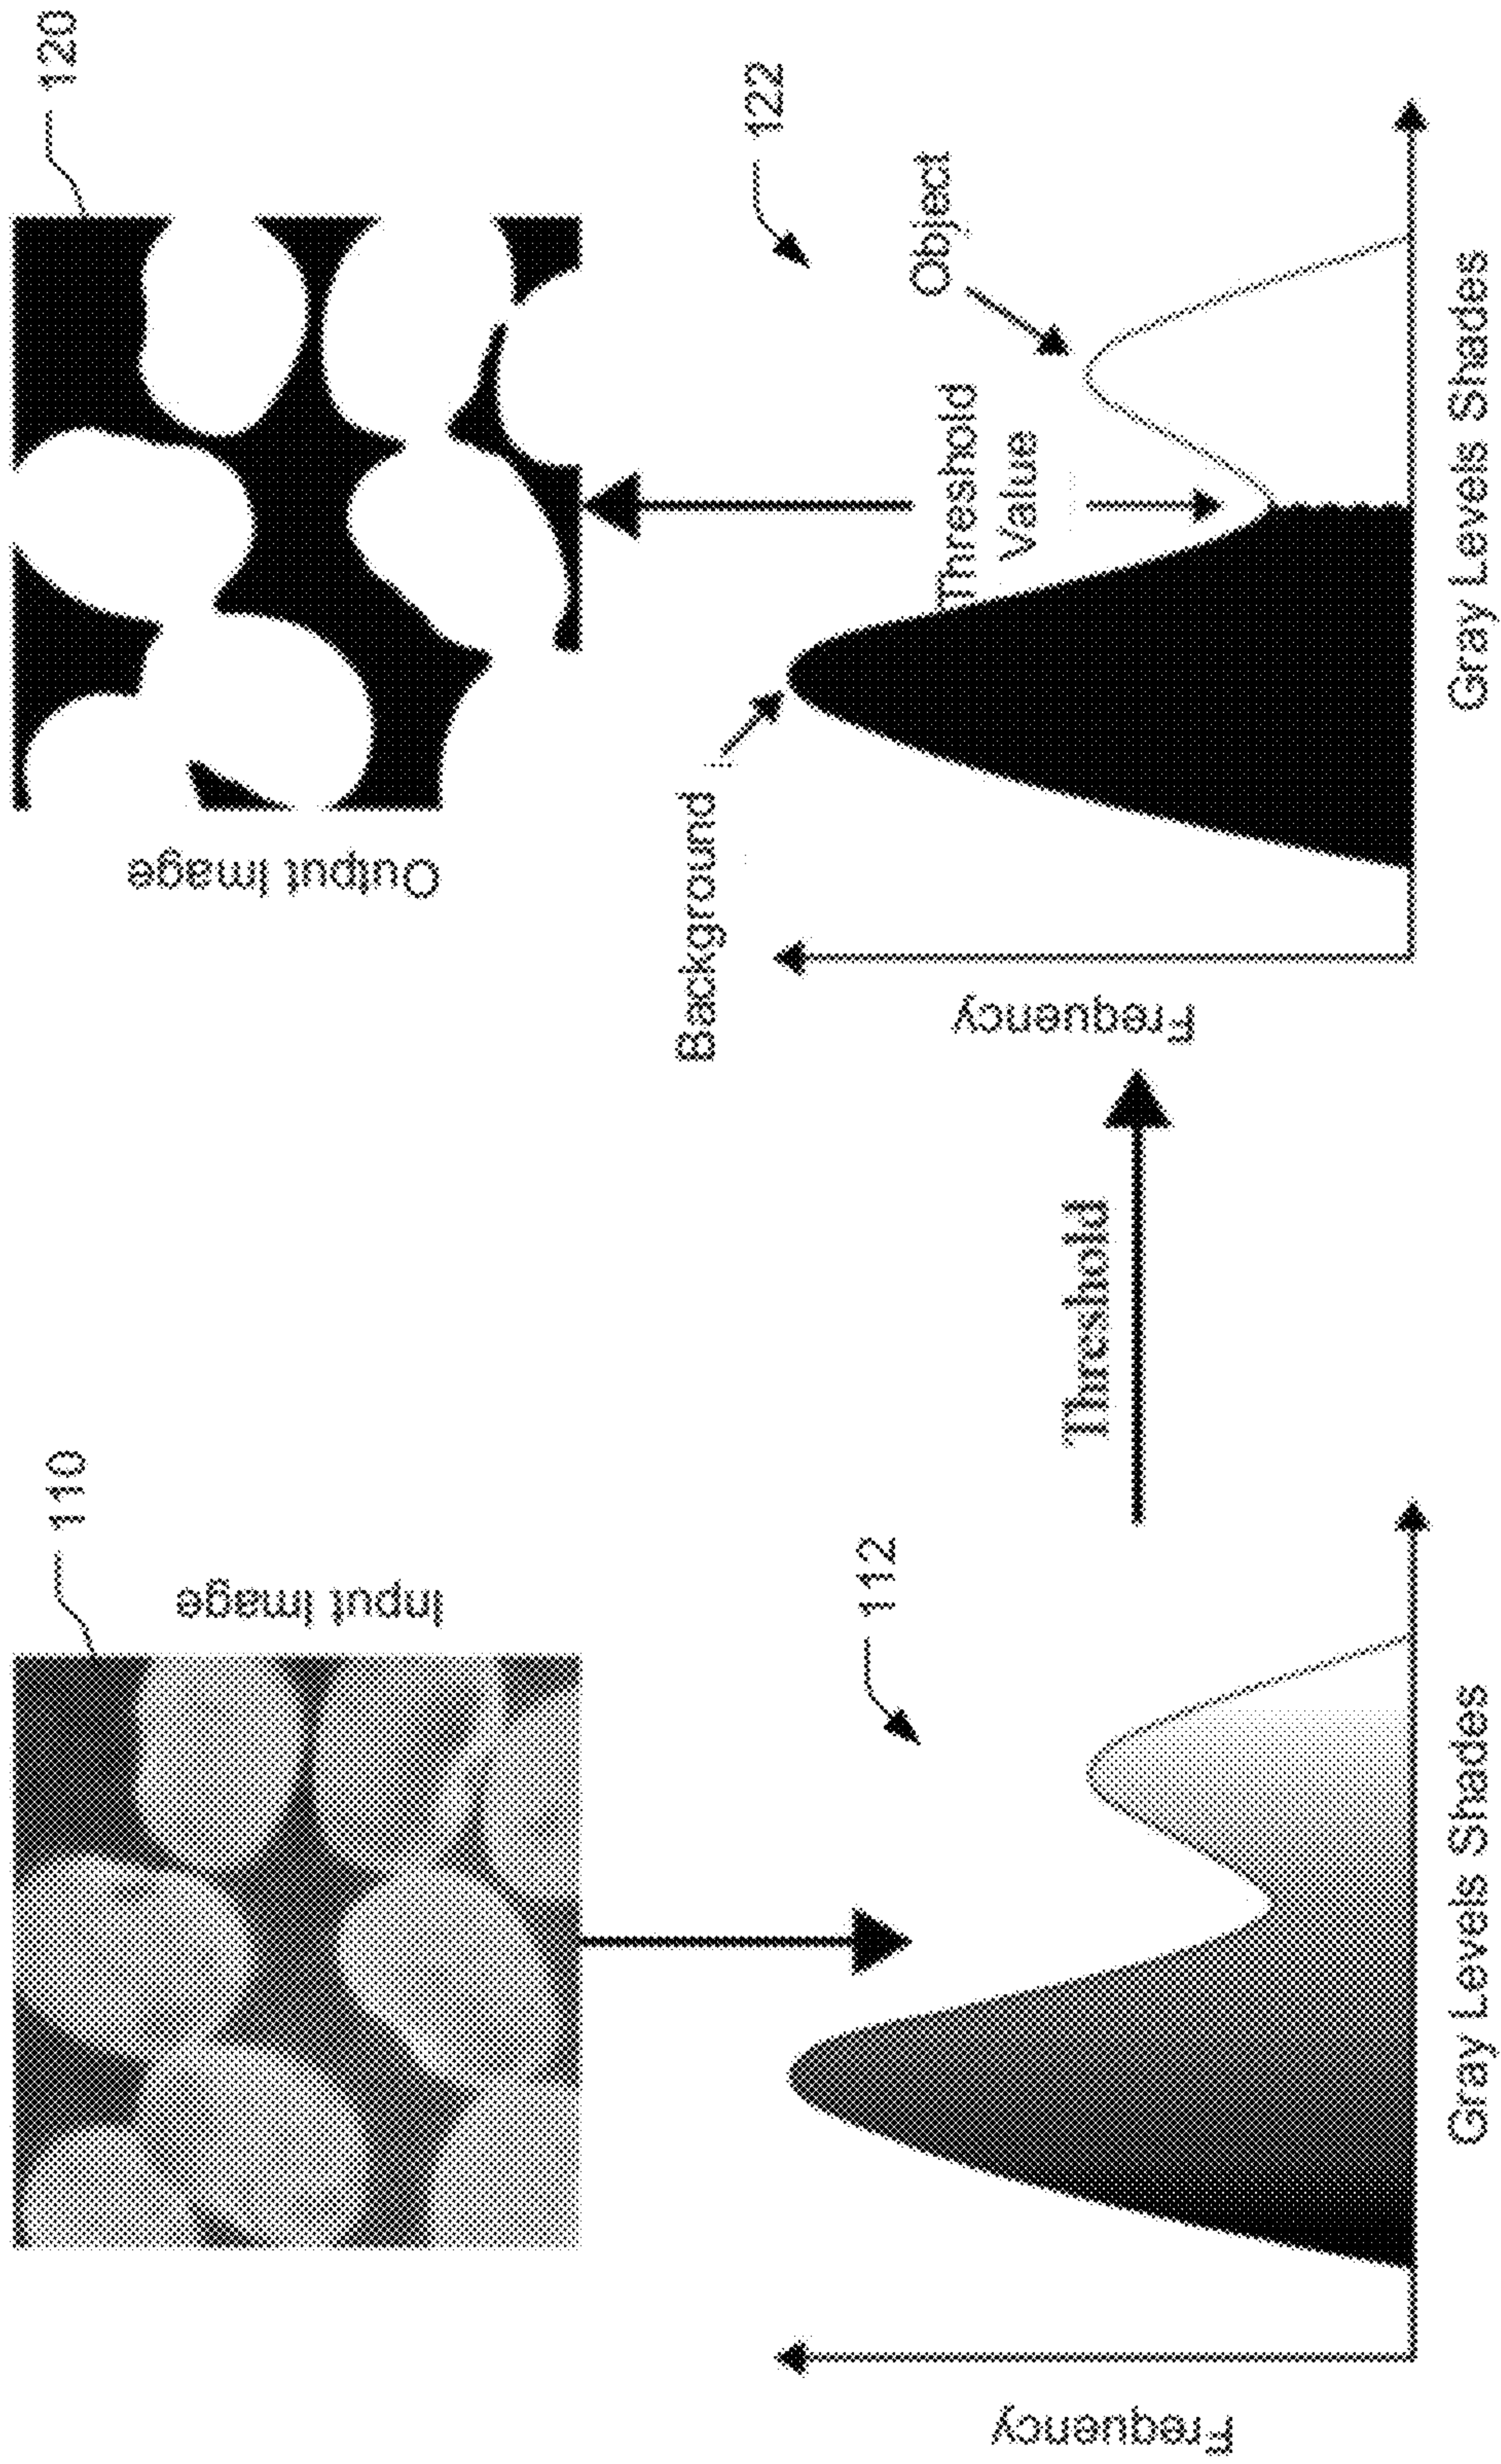 110
Input Image
120
Output Image
112
Frequency
Gray Levels Shades
Threshold
122
Background
Object
Threshold
Value
Frequency
Gray Levels Shades